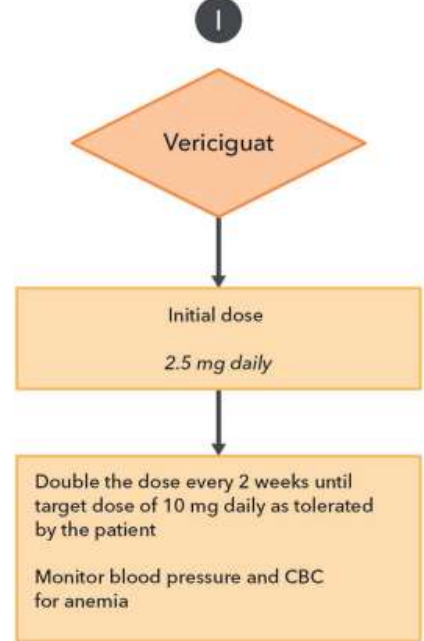 I
Vericiguat
Initial dose
2.5 mg daily
Double the dose every 2 weeks until
target dose of 10 mg daily as tolerated
by the patient
Monitor blood pressure and CBC
for anemia